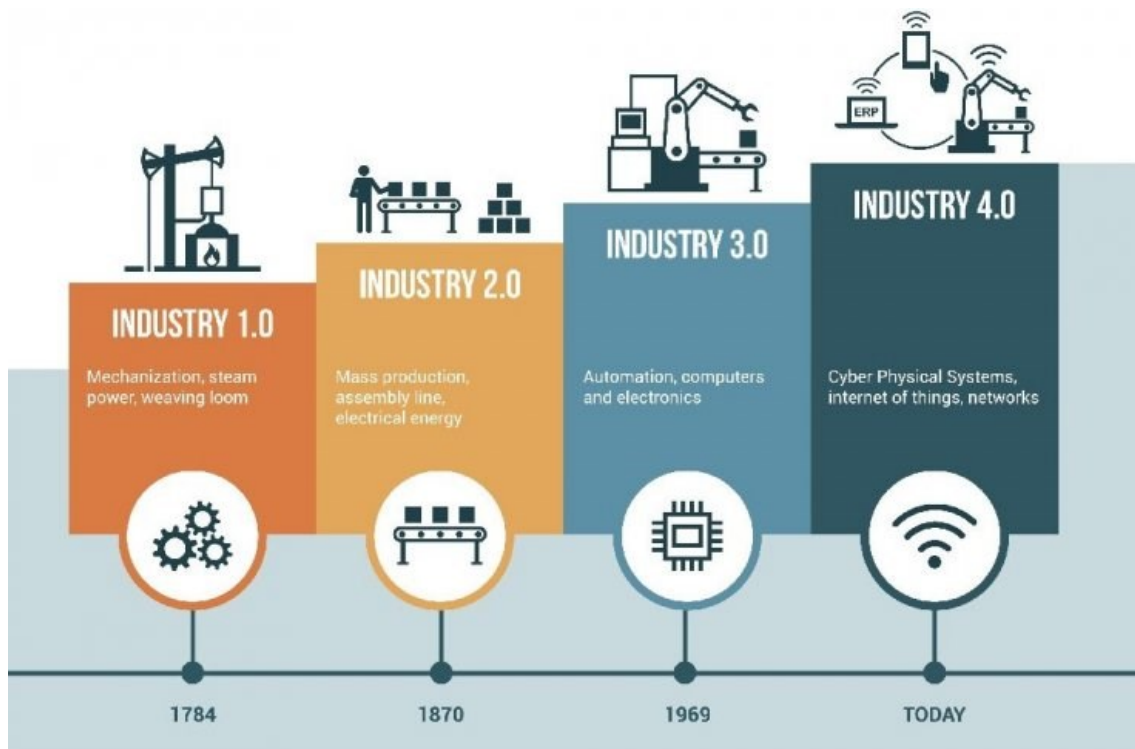 ERP
INDUSTRY 1.0
Mechanization, steam
power, weaving loom
INDUSTRY 2.0
Mass production,
assembly line,
electrical energy
INDUSTRY 3.0
Automation, computers
and electronics
INDUSTRY 4.0
Cyber Physical Systems,
internet of things, networks
1784
1870
1969
TODAY